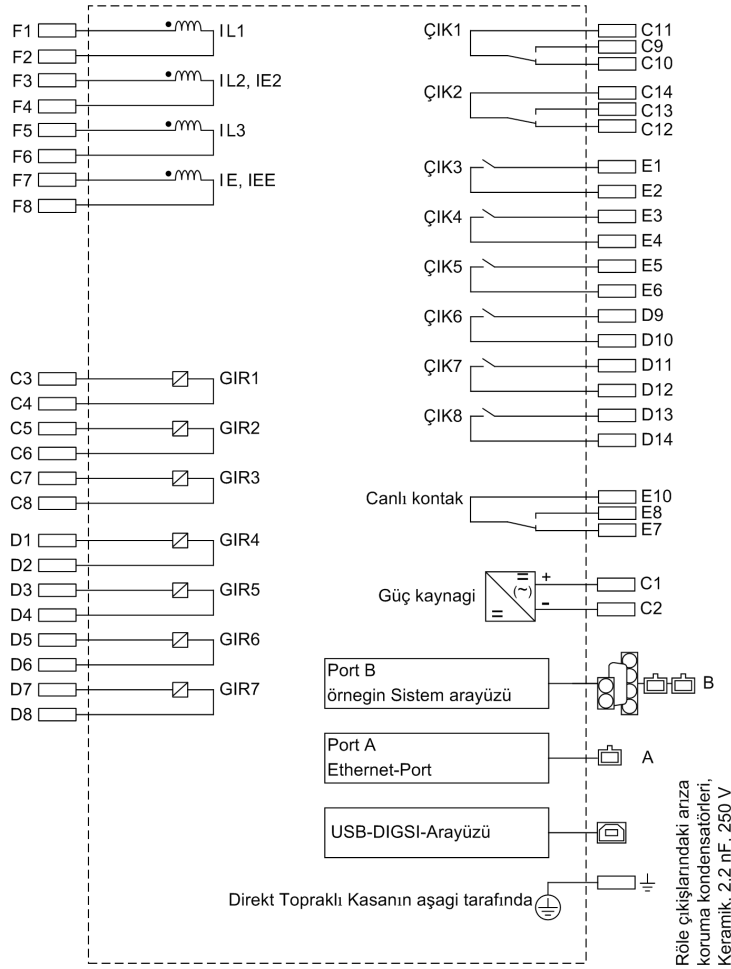 F1
IL1
F2
F3
IL2, IE2
F4
F5
IL3
F6
F7
IE, IEE
F8
C3
GIR1
C4
C5
GIR2
C6
C7
GIR3
C8
D1
GIR4
D2
D3
GIR5
D4
D5
GIR6
D6
D7
GIR7
D8
ÇIK1
C11
C9
C10
ÇIK2
C14
C13
C12
ÇIK3
E1
E2
ÇIK4
E3
E4
ÇIK5
E5
E6
ÇIK6
D9
D10
ÇIK7
D11
D12
ÇIK8
D13
D14
Canlı kontak
E10
E8
E7
Güç kaynagi
=
(~)
=
+
-
C1
C2
Port B
örnegin Sistem arayüzü
B
Port A
Ethernet-Port
A
USB-DIGSI-Arayüzü
Direkt Topraklı Kasanın aşagi tarafında
Röle çıkışlarındaki arıza
koruma kondensatörleri,
Keramik, 2.2 nF, 250 V